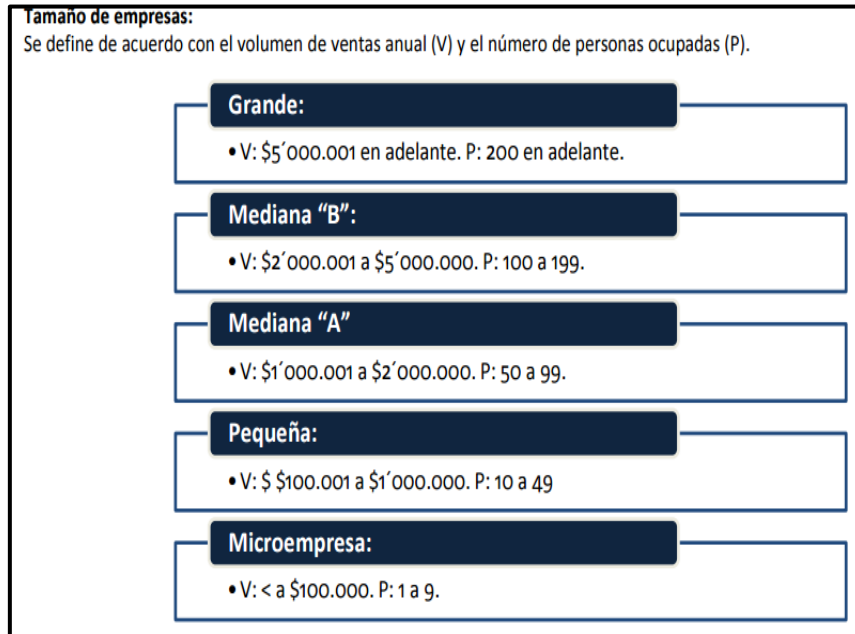 Tamaño de empresas:
Se define de acuerdo con el volumen de ventas anual (V) y el número de personas ocupadas (P).
Grande:
• V: $5´000.001 en adelante. P: 200 en adelante.
Mediana “B”:
• V: $2´000.001 a $5´000.000. P: 100 a 199.
Mediana “A”
• V: $1´000.001 a $2´000.000. P: 50 a 99.
Pequeña:
• V: $ $100.001 a $1´000.000. P: 10 a 49
Microempresa:
• V: < a $100.000. P: 1 a 9.